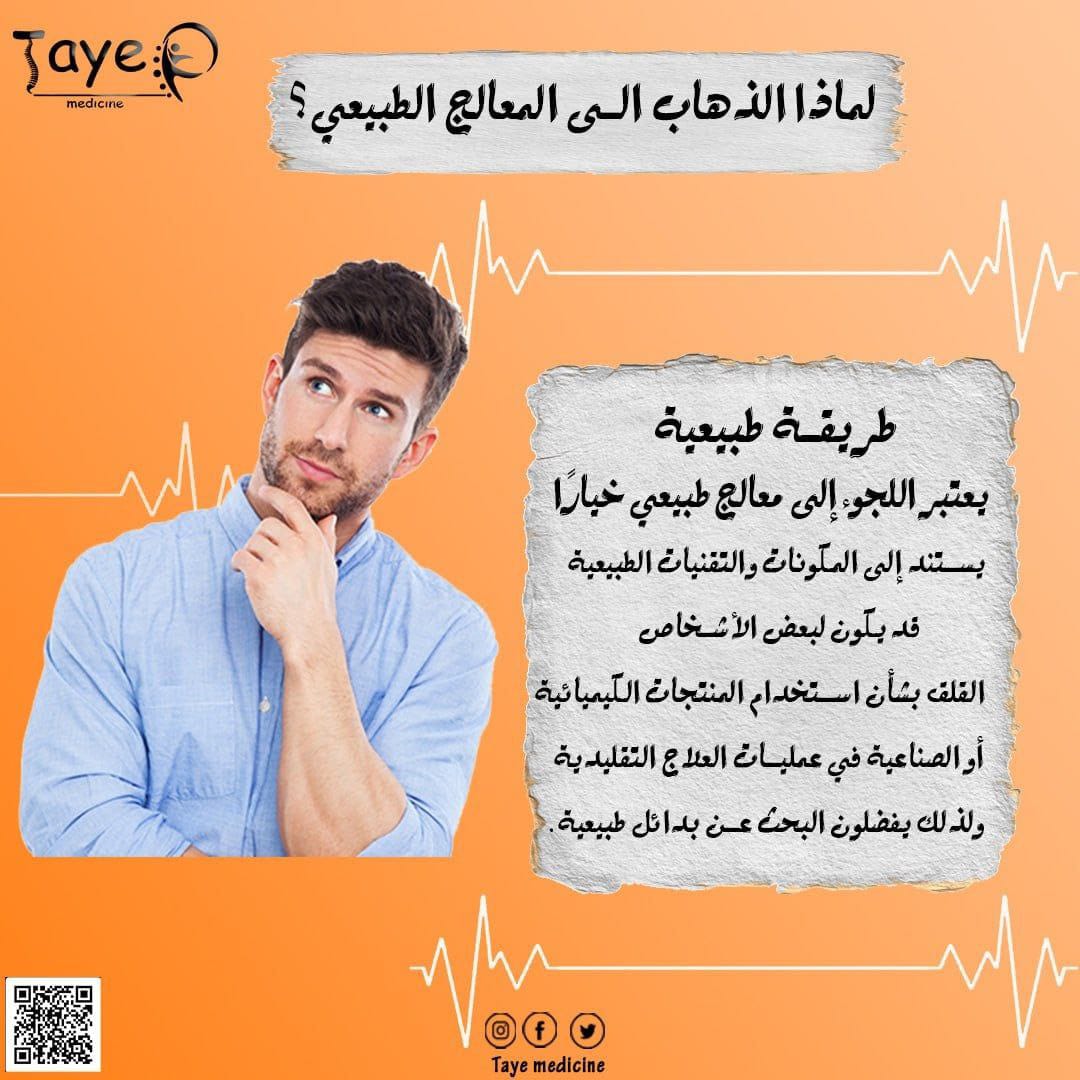 Taye
medicine
لماذا الذهاب الى المعالج الطبيعي؟
طريقة طبيعية
يعتبر اللجوء إلى معالج طبيعي خيارًا
يستند إلى المكونات والتقنيات الطبيعية
قد يكون لبعض الأشخاص
القلق بشأن استخدام المنتجات الكيميائية
أو الصناعية في عمليات العلاج التقليدية
ولذلك يفضلون البحث عن بدائل طبيعية.
Taye medicine